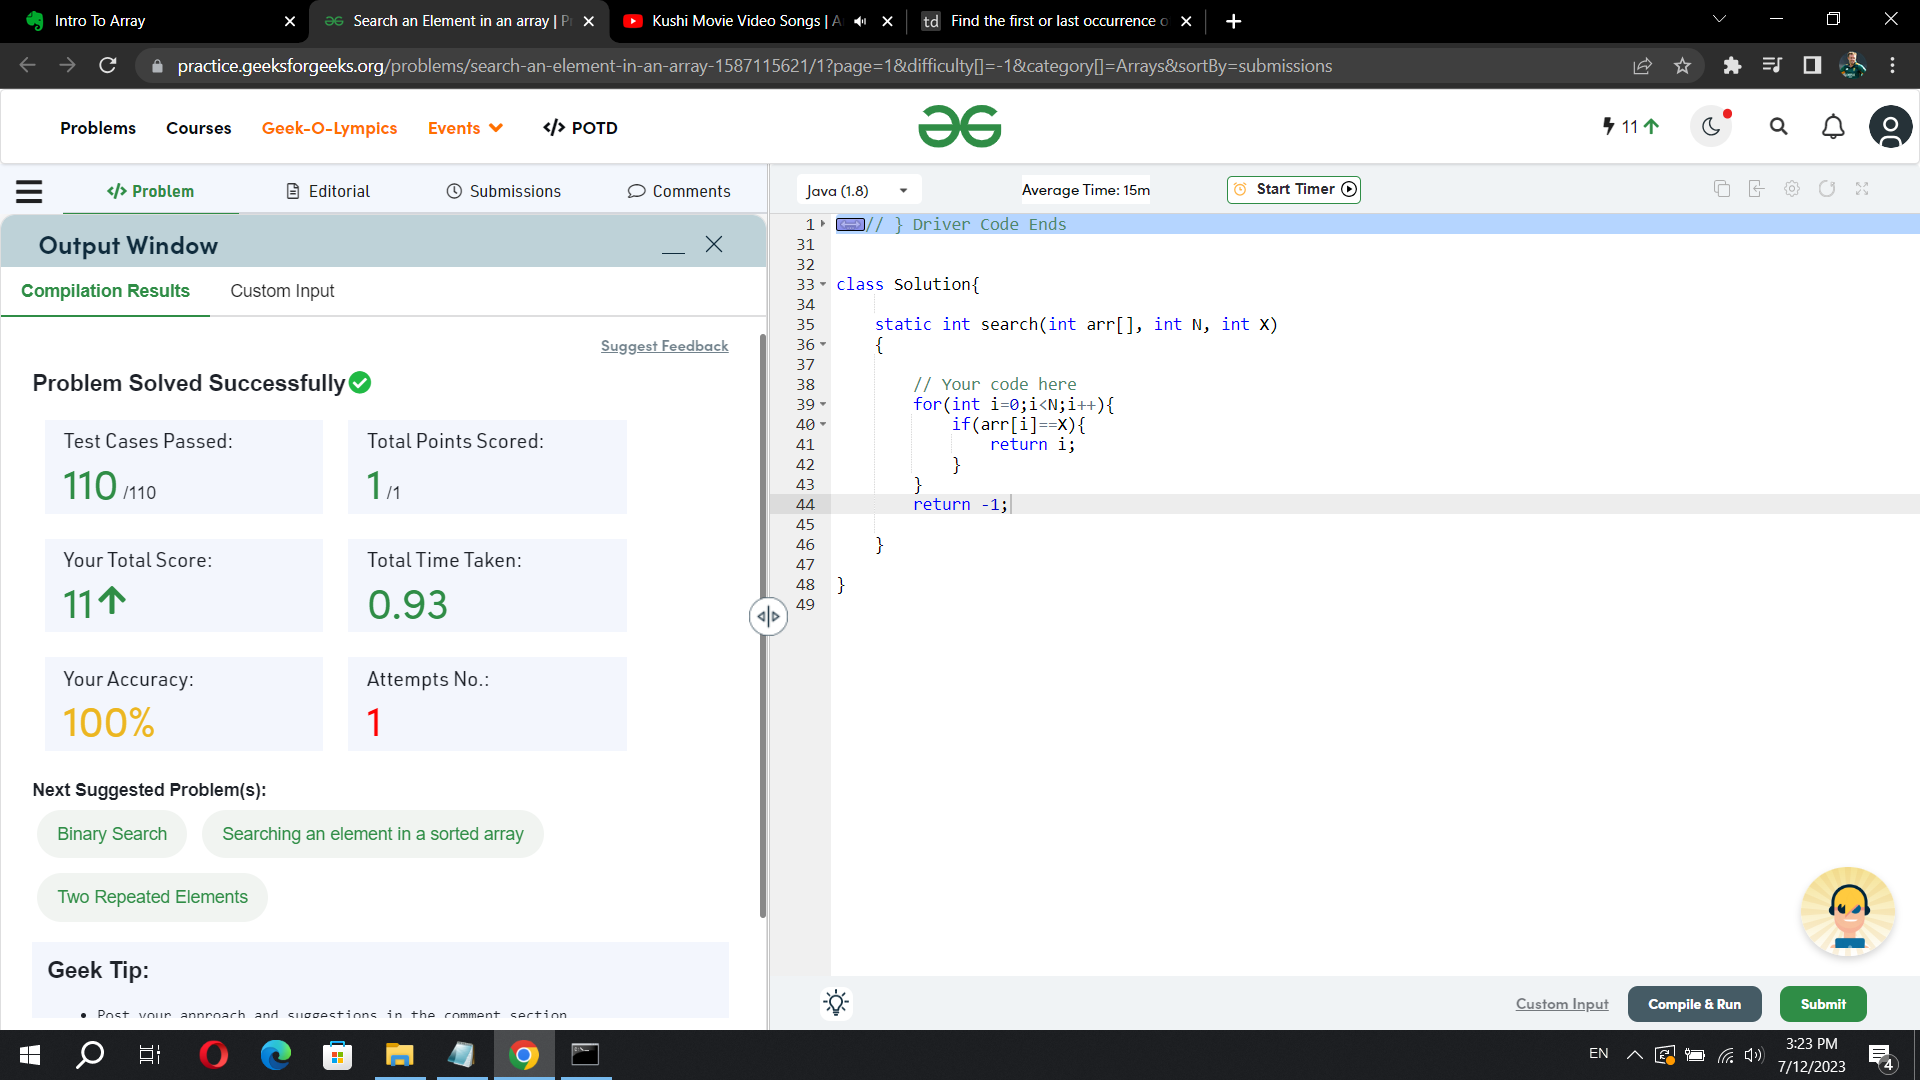 Intro To Array
Search an Element in an array | P
Kushi Movie Video Songs | A
td Find the first or last occurrence o
practice.geeksforgeeks.org/problems/search-an-element-in-an-array-1587115621/1?page=1&difficulty[]=-1&category[]=Arrays&sortBy=submissions
Problems Courses Geek-O-Lympics Events </> POTD
11
</> Problem Editorial Submissions Comments
Java (1.8) Average Time: 15m Start Timer
Output Window
Compilation Results Custom Input
Suggest Feedback
Problem Solved Successfully
Test Cases Passed:
110 /110
Total Points Scored:
1 /1
Your Total Score:
11
Total Time Taken:
0.93
Your Accuracy:
100%
Attempts No.:
1
Next Suggested Problem(s):
Binary Search Searching an element in a sorted array
Two Repeated Elements
Geek Tip:
• Post your approach and suggestions in the comment section
1 // } Driver Code Ends
31
32
33 class Solution{
34
35 static int search(int arr[], int N, int X)
36 {
37
38 // Your code here
39 for(int i=0;i<N;i++){
40 if(arr[i]==X){
41 return i;
42 }
43 }
44 return -1;
45
46 }
47
48 }
49
Custom Input Compile & Run Submit
EN
3:23 PM
7/12/2023
4